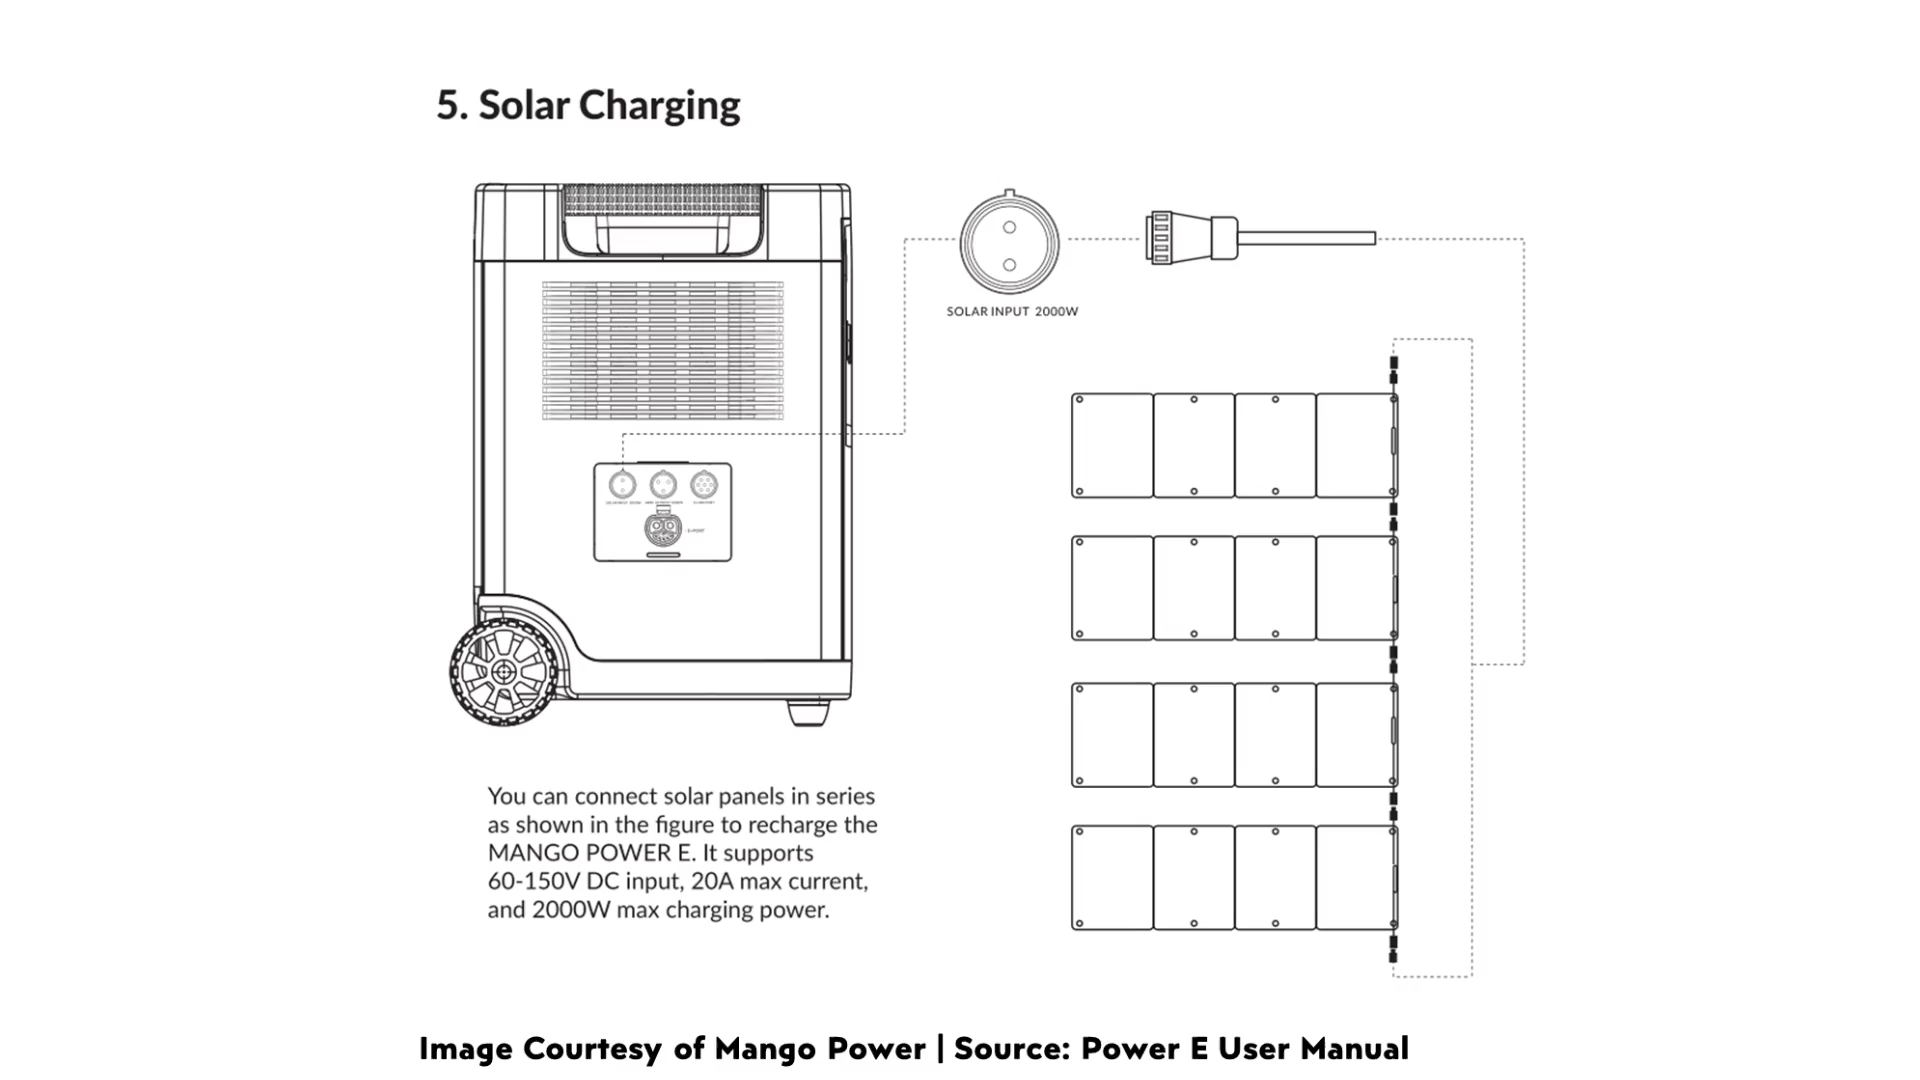 5. Solar Charging
SOLAR INPUT 2000W
E-PORT
You can connect solar panels in series
as shown in the figure to recharge the
MANGO POWER E. It supports
60-150V DC input, 20A max current,
and 2000W max charging power.
Image Courtesy of Mango Power | Source: Power E User Manual